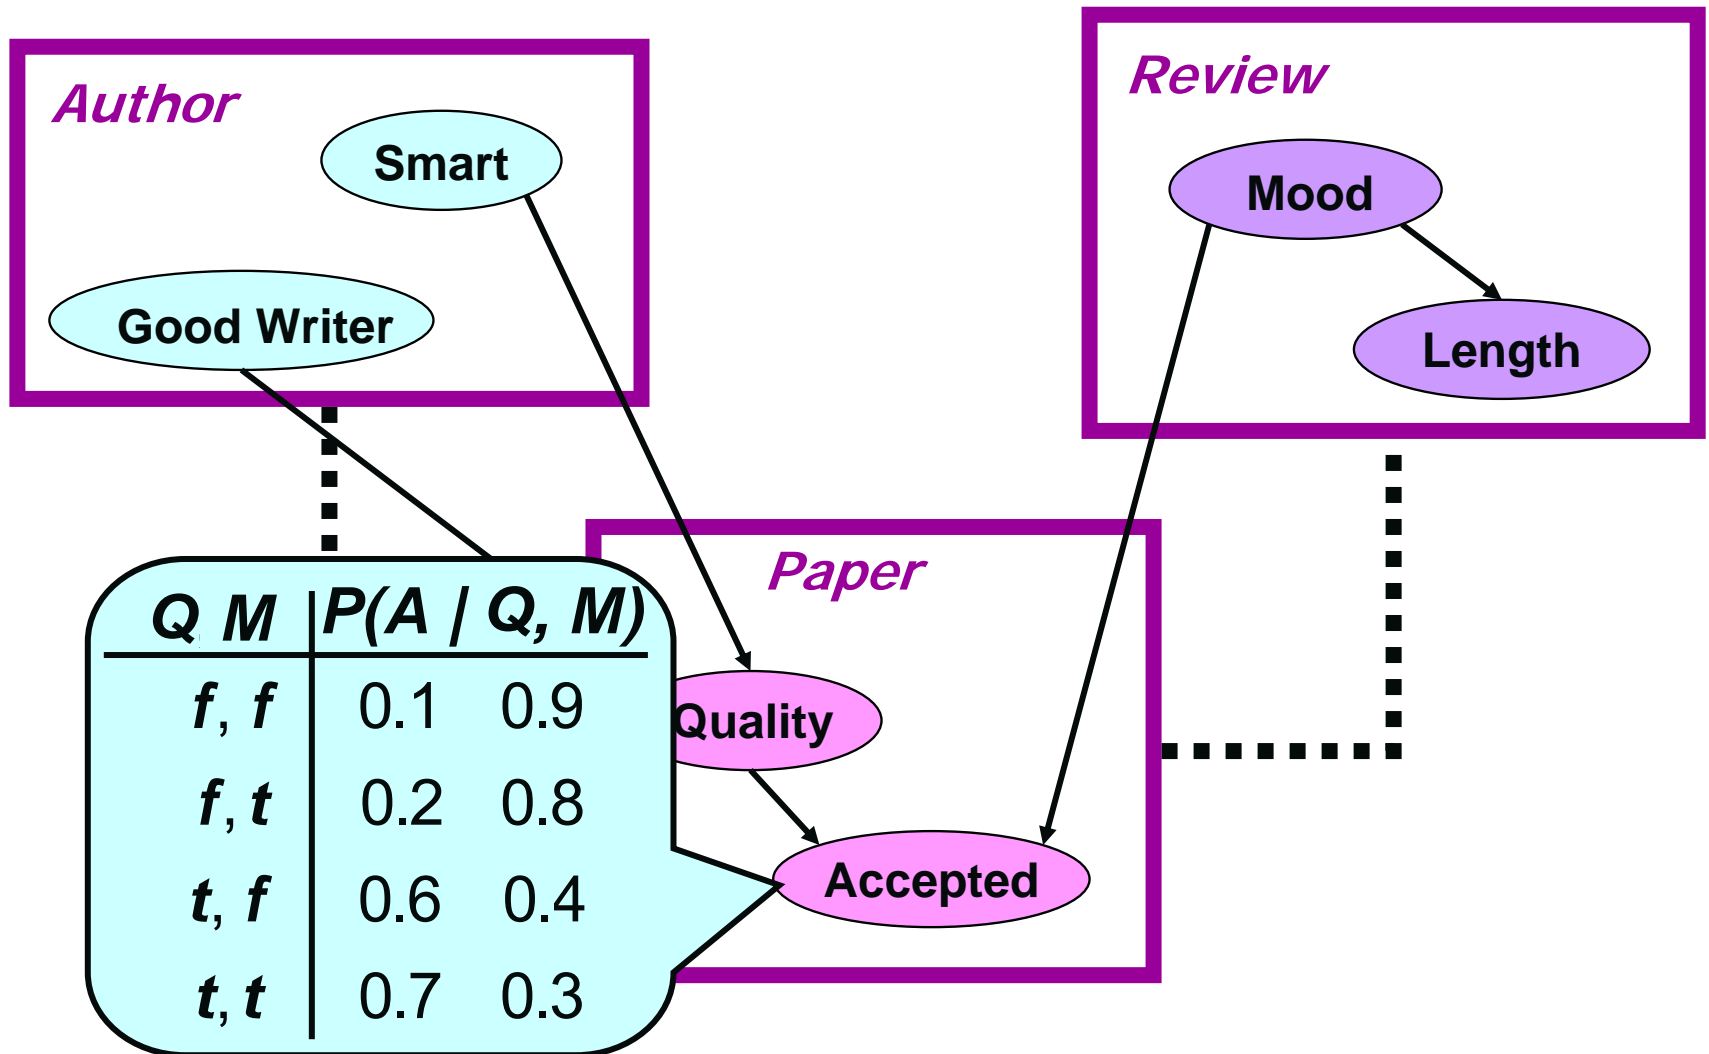 Author
Smart
Good Writer
Review
Mood
Length
Paper
Quality
Accepted
Q, M P(A | Q, M)
f, f 0.1 0.9
f, t 0.2 0.8
t, f 0.6 0.4
t, t 0.7 0.3